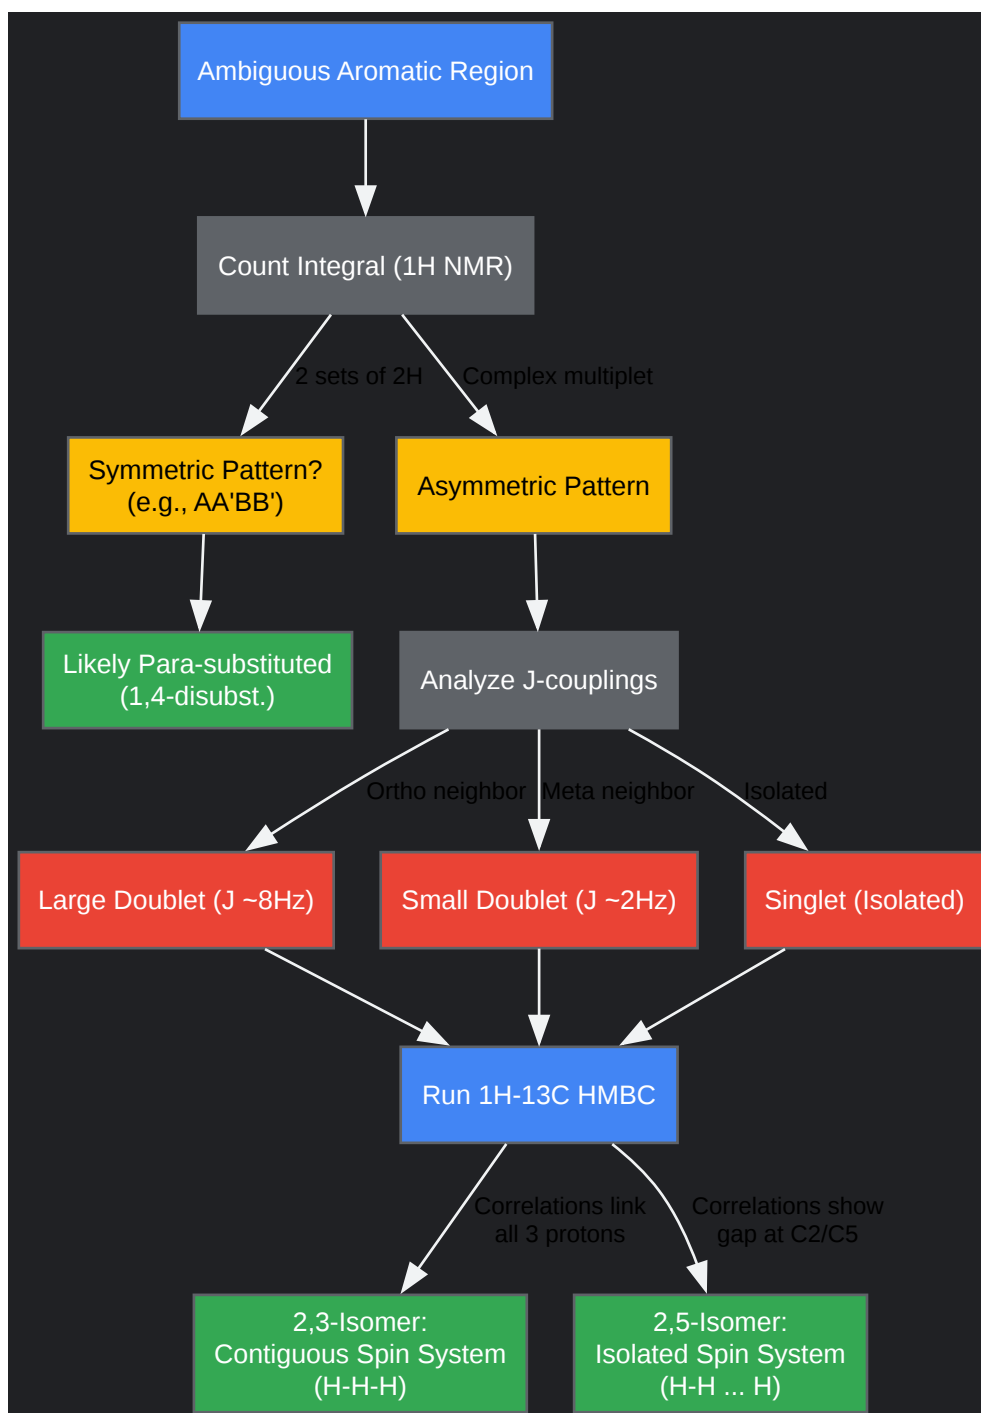 Ambiguous Aromatic Region
Count Integral (1H NMR)
2 sets of 2H
Complex multiplet
Symmetric Pattern?
(e.g., AA'BB')
Asymmetric Pattern
Likely Para-substituted
(1,4-disubst.)
Analyze J-couplings
Ortho neighbor
Meta neighbor
Isolated
Large Doublet (J ~8Hz)
Small Doublet (J ~2Hz)
Singlet (Isolated)
Run 1H-13C HMBC
Correlations link
all 3 protons
Correlations show
gap at C2/C5
2,3-Isomer:
Contiguous Spin System
(H-H-H)
2,5-Isomer:
Isolated Spin System
(H-H ... H)